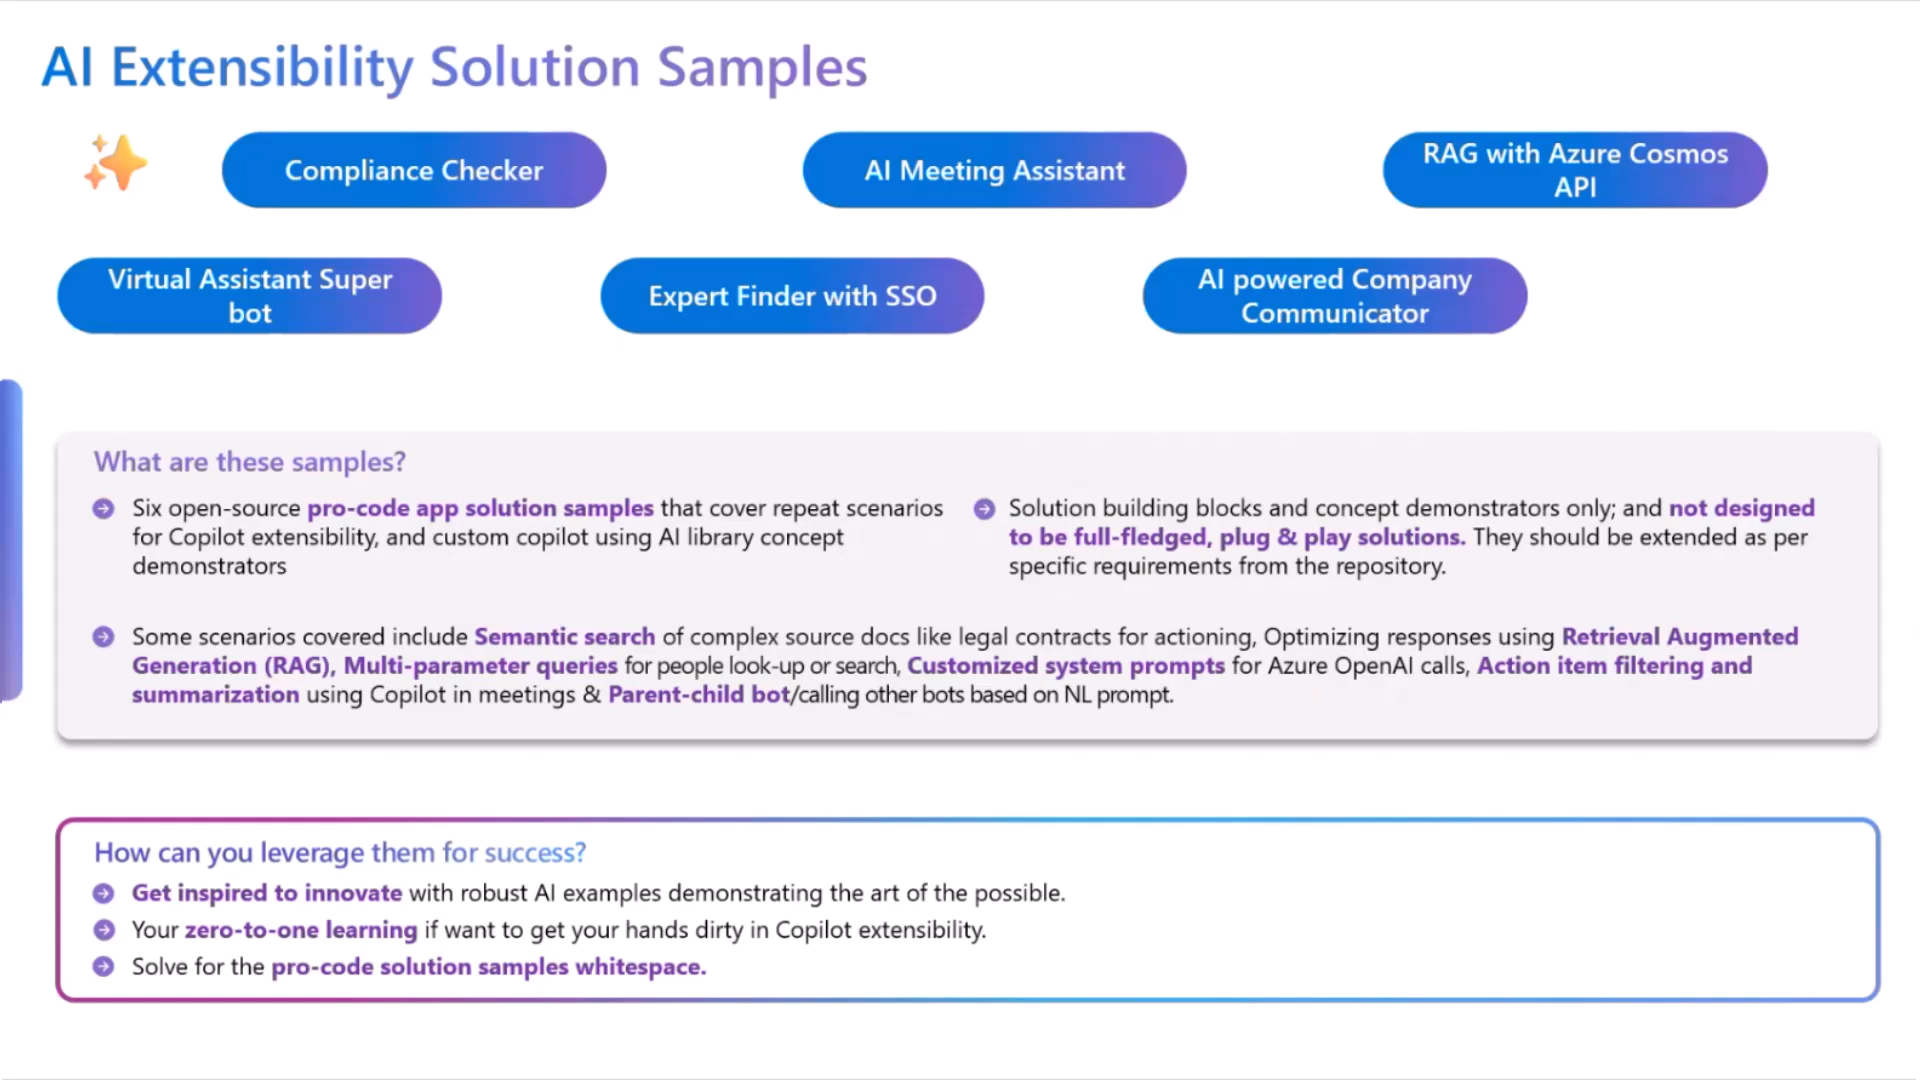 AI Extensibility Solution Samples
Compliance Checker
AI Meeting Assistant
RAG with Azure Cosmos
API
Virtual Assistant Super
bot
Expert Finder with SSO
AI powered Company
Communicator
What are these samples?
Six open-source pro-code app solution samples that cover repeat scenarios
for Copilot extensibility, and custom copilot using AI library concept
demonstrators
Solution building blocks and concept demonstrators only; and not designed
to be full-fledged, plug & play solutions. They should be extended as per
specific requirements from the repository.
Some scenarios covered include Semantic search of complex source docs like legal contracts for actioning, Optimizing responses using Retrieval Augmented
Generation (RAG), Multi-parameter queries for people look-up or search, Customized system prompts for Azure OpenAI calls, Action item filtering and
summarization using Copilot in meetings & Parent-child bot/calling other bots based on NL prompt.
How can you leverage them for success?
Get inspired to innovate with robust AI examples demonstrating the art of the possible.
Your zero-to-one learning if want to get your hands dirty in Copilot extensibility.
Solve for the pro-code solution samples whitespace.